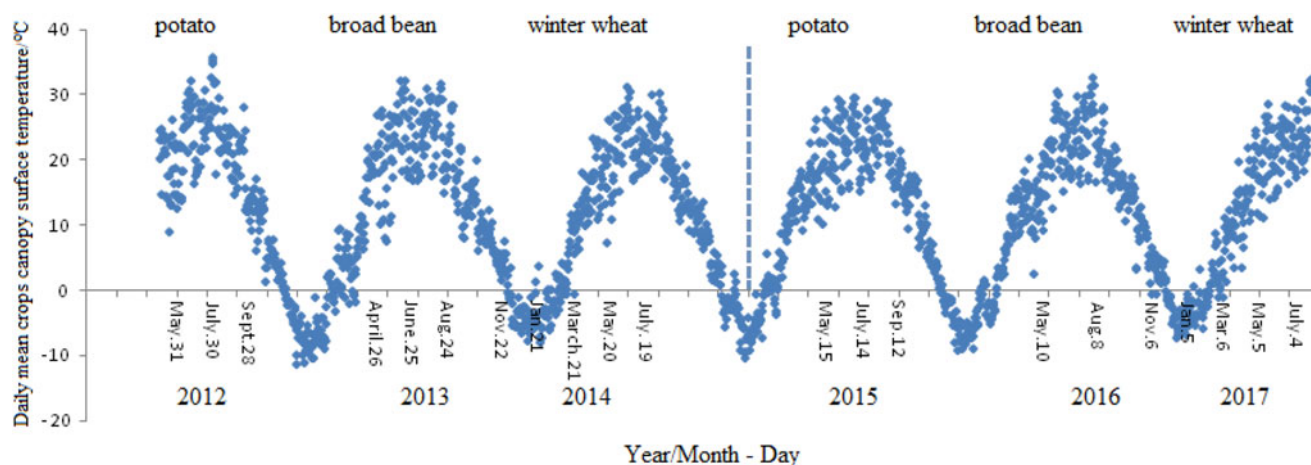 potato broad bean winter wheat potato broad bean winter wheat
Daily mean crops canopy surface temperature/°C
40
30
20
10
0
-10
-20
May.31 July.30 Sept.28 April.26 June.25 Aug.24 Nov.22 Jan.21 March.21 May.20 July.19 May.15 July.14 Sep.12 May.10 Aug.8 Nov.6 Jan.5 Mar.6 May.5 July.4
2012 2013 2014 2015 2016 2017
Year/Month - Day